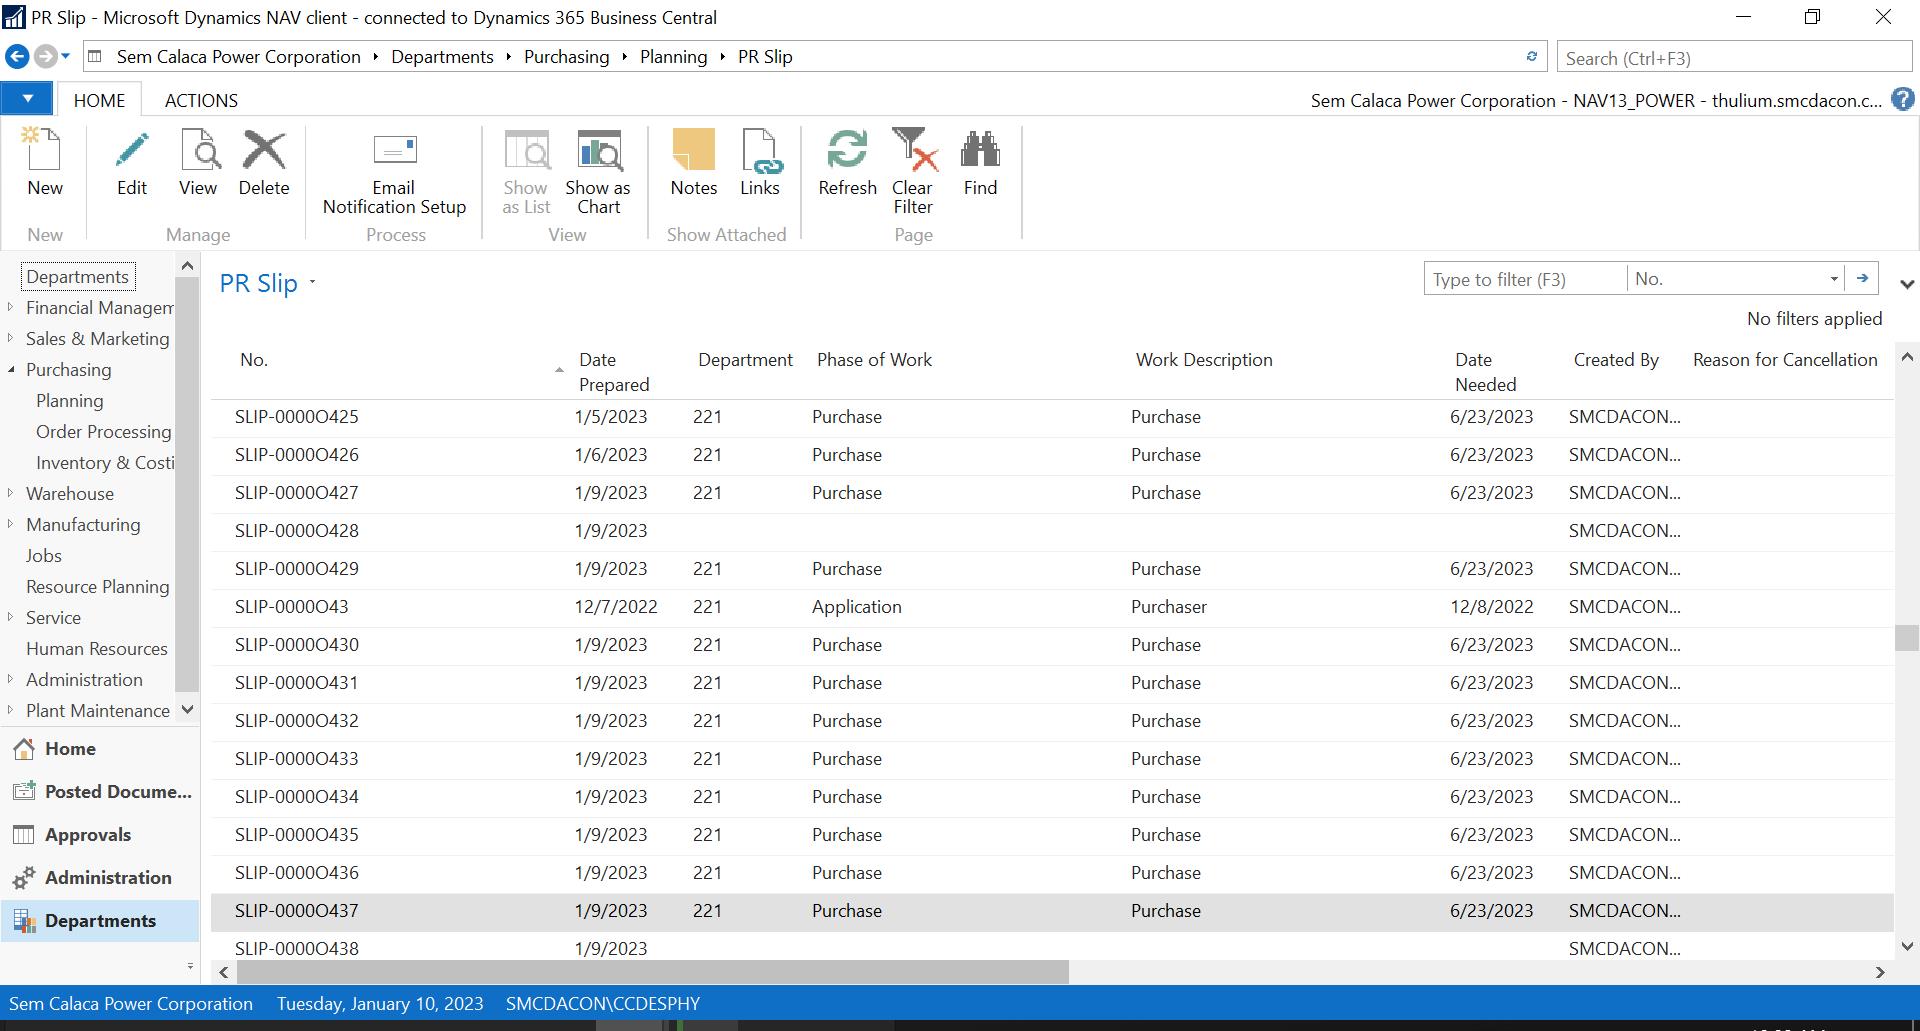 PR Slip - Microsoft Dynamics NAV client - connected to Dynamics 365 Business Central
Sem Calaca Power Corporation Departments Purchasing Planning PR Slip
Search (Ctrl+F3)
HOME ACTIONS
Sem Calaca Power Corporation - NAV13_POWER - thulium.smcdacon.c...
New
Edit
View
Delete
Email
Notification Setup
Show
as List
Show as
Chart
Notes
Links
Refresh
Clear
Filter
Find
New Manage Process View Show Attached Page
Departments
Financial Managem
Sales & Marketing
Purchasing
Planning
Order Processing
Inventory & Costi
Warehouse
Manufacturing
Jobs
Resource Planning
Service
Human Resources
Administration
Plant Maintenance
Home
Posted Docume...
Approvals
Administration
Departments
PR Slip
Type to filter (F3) No.
No filters applied
No. Date Prepared Department Phase of Work Work Description Date Needed Created By Reason for Cancellation
SLIP-0000O425 1/5/2023 221 Purchase Purchase 6/23/2023 SMCDACON...
SLIP-0000O426 1/6/2023 221 Purchase Purchase 6/23/2023 SMCDACON...
SLIP-0000O427 1/9/2023 221 Purchase Purchase 6/23/2023 SMCDACON...
SLIP-0000O428 1/9/2023 SMCDACON...
SLIP-0000O429 1/9/2023 221 Purchase Purchase 6/23/2023 SMCDACON...
SLIP-0000O43 12/7/2022 221 Application Purchaser 12/8/2022 SMCDACON...
SLIP-0000O430 1/9/2023 221 Purchase Purchase 6/23/2023 SMCDACON...
SLIP-0000O431 1/9/2023 221 Purchase Purchase 6/23/2023 SMCDACON...
SLIP-0000O432 1/9/2023 221 Purchase Purchase 6/23/2023 SMCDACON...
SLIP-0000O433 1/9/2023 221 Purchase Purchase 6/23/2023 SMCDACON...
SLIP-0000O434 1/9/2023 221 Purchase Purchase 6/23/2023 SMCDACON...
SLIP-0000O435 1/9/2023 221 Purchase Purchase 6/23/2023 SMCDACON...
SLIP-0000O436 1/9/2023 221 Purchase Purchase 6/23/2023 SMCDACON...
SLIP-0000O437 1/9/2023 221 Purchase Purchase 6/23/2023 SMCDACON...
SLIP-0000O438 1/9/2023 SMCDACON...
Sem Calaca Power Corporation Tuesday, January 10, 2023 SMCDACON\CCDESPHY